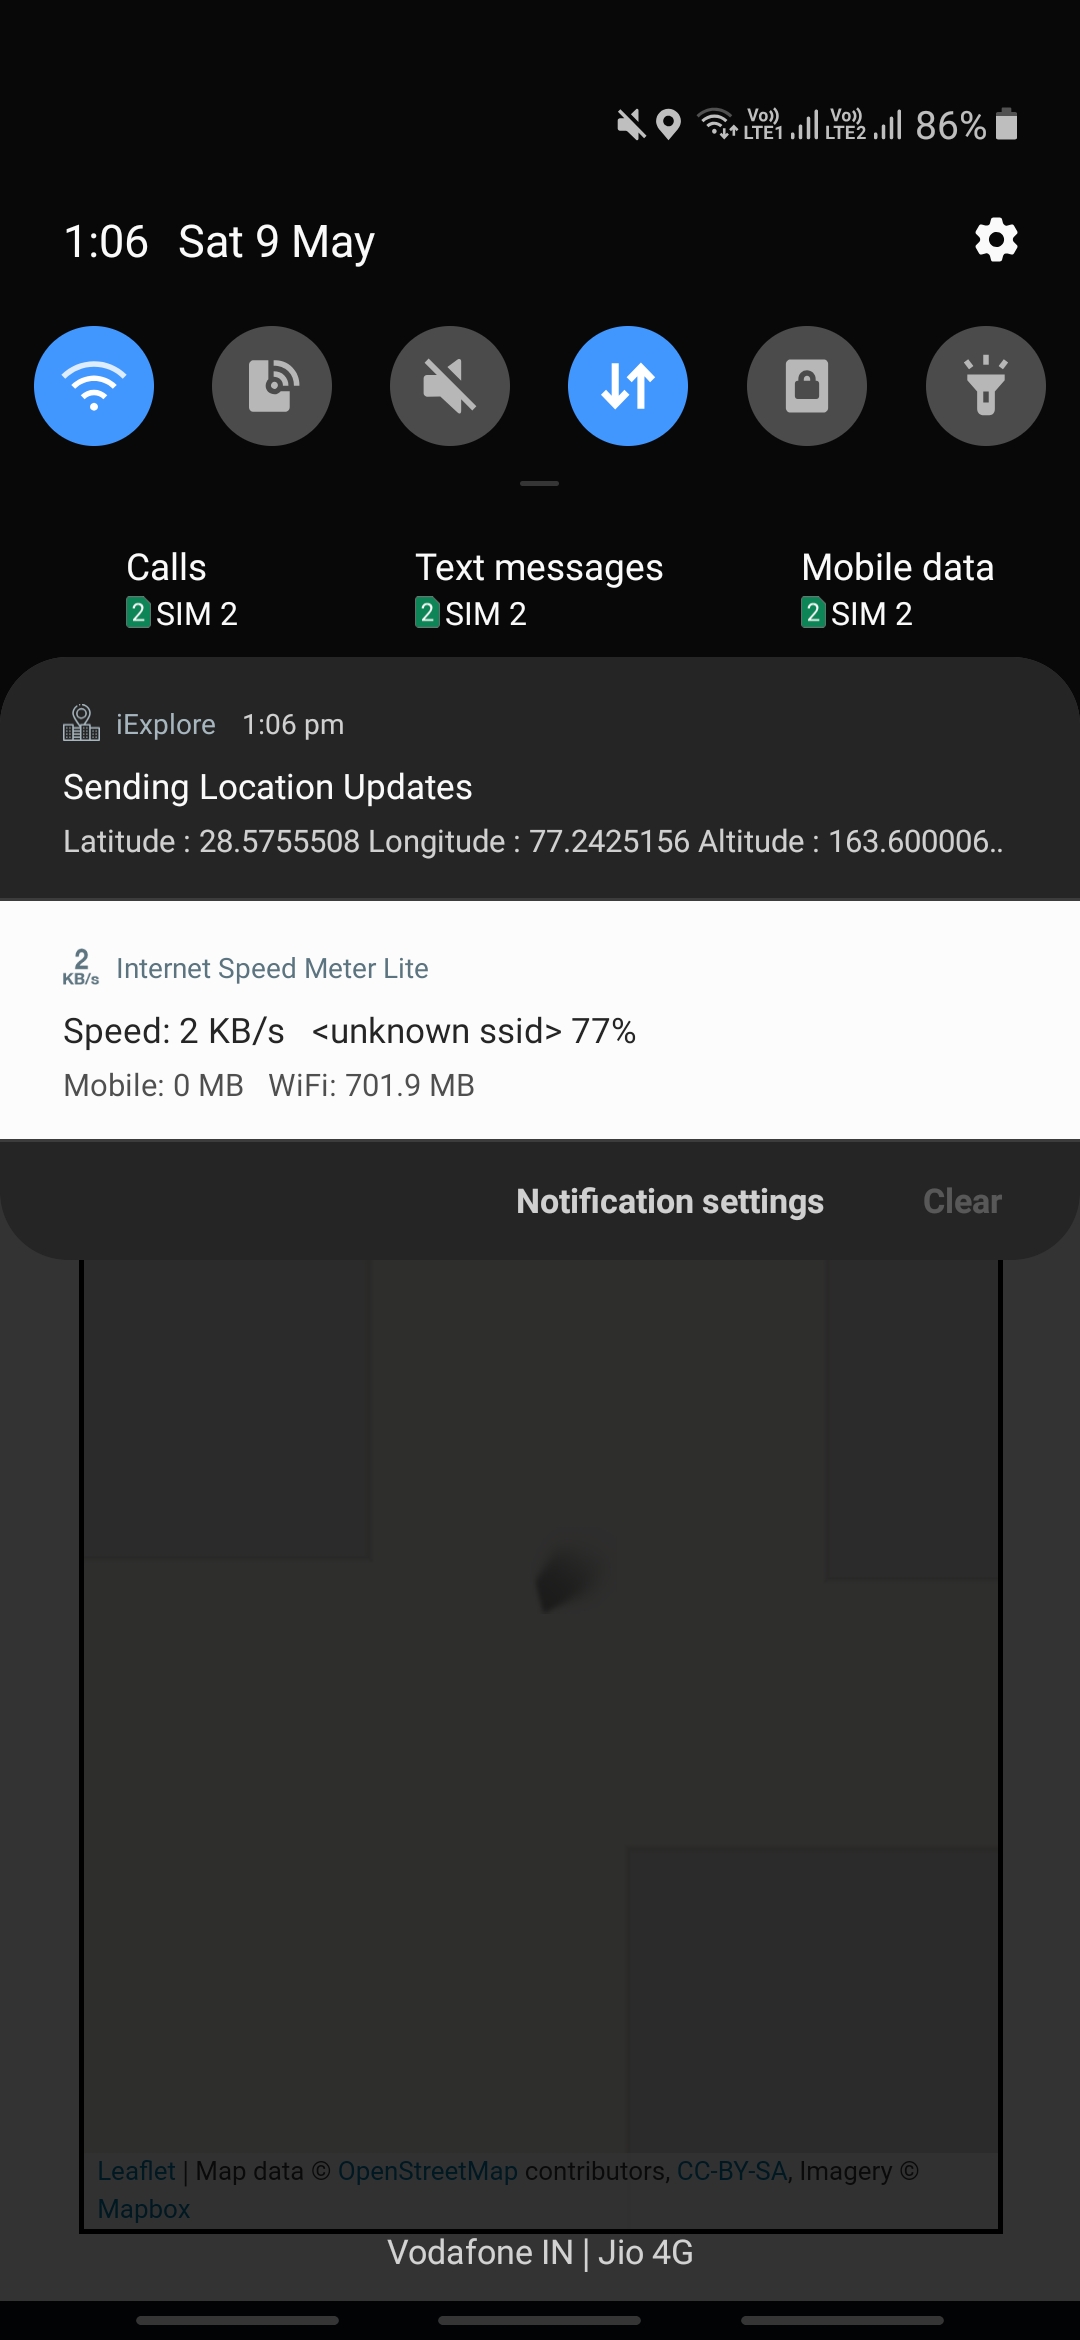 Vo)) LTE1 Vo)) LTE2 86%
1:06 Sat 9 May
Calls Text messages Mobile data
2 SIM 2 2 SIM 2 2 SIM 2
iExplore 1:06 pm
Sending Location Updates
Latitude : 28.5755508 Longitude : 77.2425156 Altitude : 163.600006..
2 KB/s Internet Speed Meter Lite
Speed: 2 KB/s <unknown ssid> 77%
Mobile: 0 MB WiFi: 701.9 MB
Notification settings Clear
Leaflet | Map data © OpenStreetMap contributors, CC-BY-SA, Imagery ©
Mapbox
Vodafone IN | Jio 4G